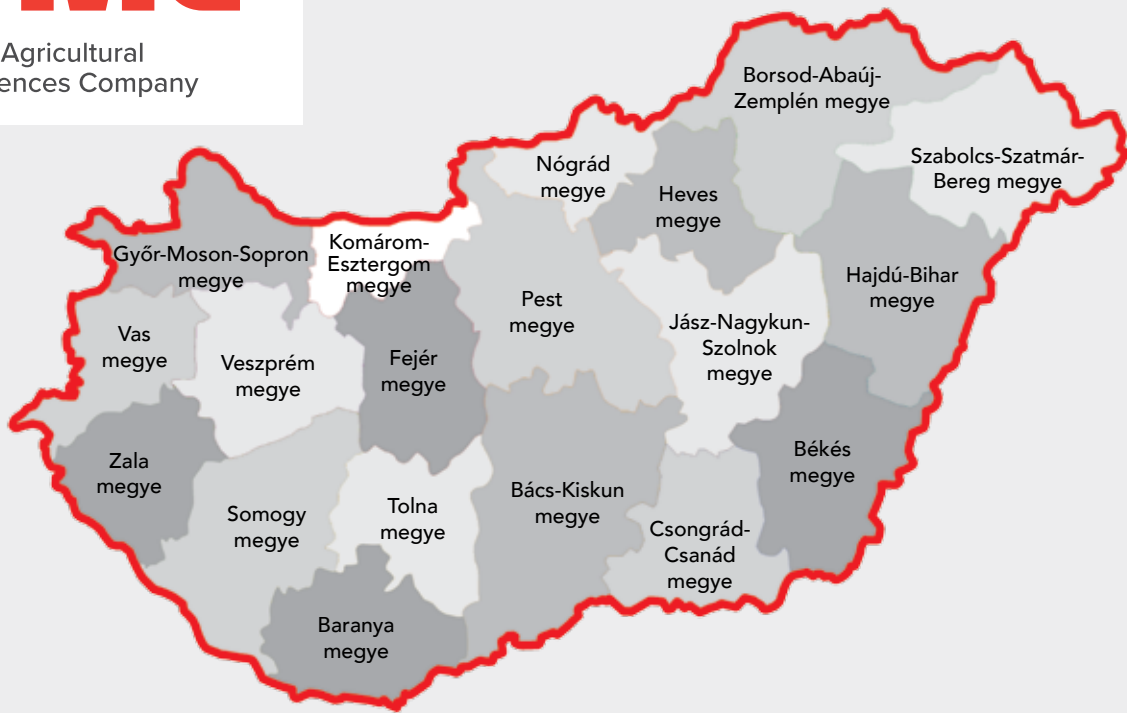 Agricultural
ences Company
Borsod-Abaúj-
Zemplén megye
Szabolcs-Szatmár-
Bereg megye
Nógrád
megye
Heves
megye
Győr-Moson-Sopron
megye
Komárom-
Esztergom
megye
Hajdú-Bihar
megye
Pest
megye
Jász-Nagykun-
Szolnok
megye
Vas
megye
Veszprém
megye
Fejér
megye
Zala
megye
Békés
megye
Somogy
megye
Tolna
megye
Bács-Kiskun
megye
Csongrád-
Csanád
megye
Baranya
megye